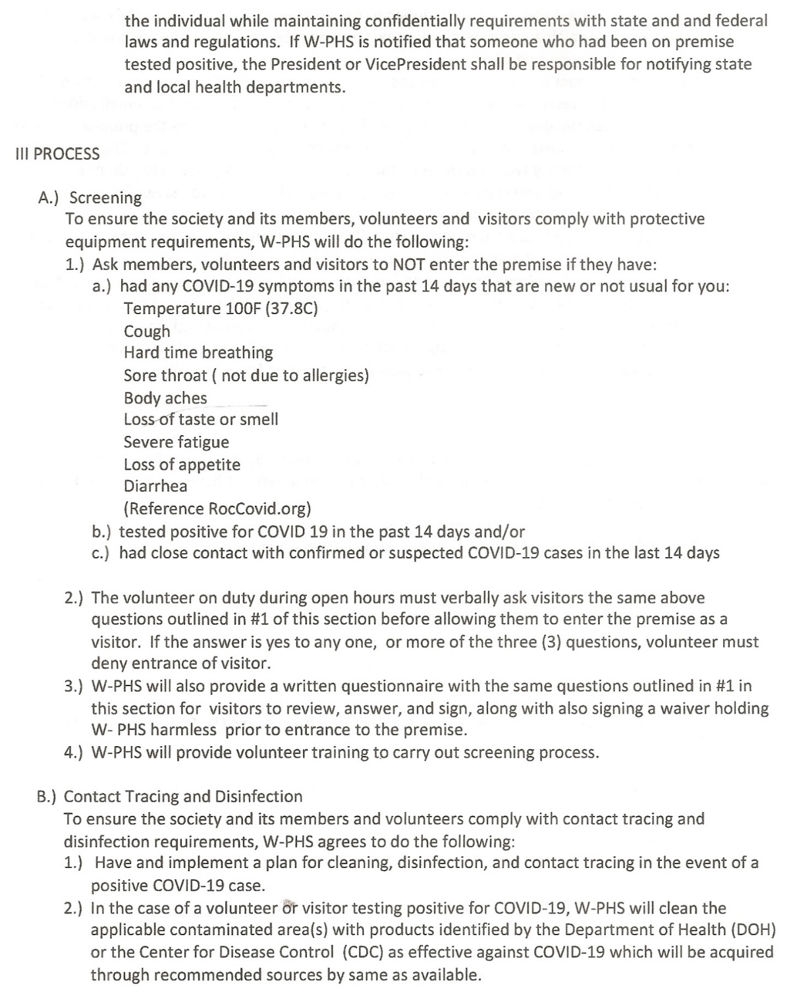 the individual while maintaining confidentially requirements with state and and federal
laws and regulations. If W-PHS is notified that someone who had been on premise
tested positive, the President or VicePresident shall be responsible for notifying state
and local health departments.
III PROCESS
A.) Screening
To ensure the society and its members, volunteers and visitors comply with protective
equipment requirements, W-PHS will do the following:
1.) Ask members, volunteers and visitors to NOT enter the premise if they have:
a.) had any COVID-19 symptoms in the past 14 days that are new or not usual for you:
Temperature 100F (37.8C)
Cough
Hard time breathing
Sore throat ( not due to allergies)
Body aches
Loss of taste or smell
Severe fatigue
Loss of appetite
Diarrhea
(Reference RocCovid.org)
b.) tested positive for COVID 19 in the past 14 days and/or
c.) had close contact with confirmed or suspected COVID-19 cases in the last 14 days
2.) The volunteer on duty during open hours must verbally ask visitors the same above
questions outlined in #1 of this section before allowing them to enter the premise as a
visitor. If the answer is yes to any one, or more of the three (3) questions, volunteer must
deny entrance of visitor.
3.) W-PHS will also provide a written questionnaire with the same questions outlined in #1 in
this section for visitors to review, answer, and sign, along with also signing a waiver holding
W- PHS harmless prior to entrance to the premise.
4.) W-PHS will provide volunteer training to carry out screening process.
B.) Contact Tracing and Disinfection
To ensure the society and its members and volunteers comply with contact tracing and
disinfection requirements, W-PHS agrees to do the following:
1.) Have and implement a plan for cleaning, disinfection, and contact tracing in the event of a
positive COVID-19 case.
2.) In the case of a volunteer or visitor testing positive for COVID-19, W-PHS will clean the
applicable contaminated area(s) with products identified by the Department of Health (DOH)
or the Center for Disease Control (CDC) as effective against COVID-19 which will be acquired
through recommended sources by same as available.